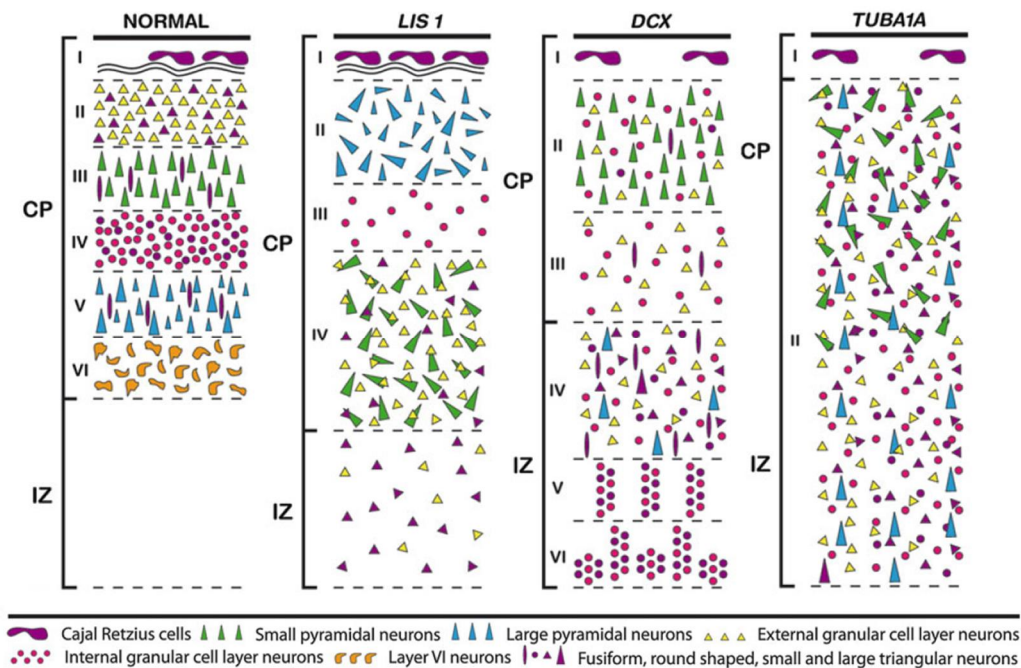 NORMAL
LIS 1
DCX
TUBA1A
CP
I
II
III
IV
V
VI
IZ
CP
I
II
III
IV
IZ
CP
I
II
III
IV
IZ
V
VI
CP
I
II
IZ
Cajal Retzius cells Small pyramidal neurons Large pyramidal neurons External granular cell layer neurons
Internal granular cell layer neurons Layer VI neurons Fusiform, round shaped, small and large triangular neurons